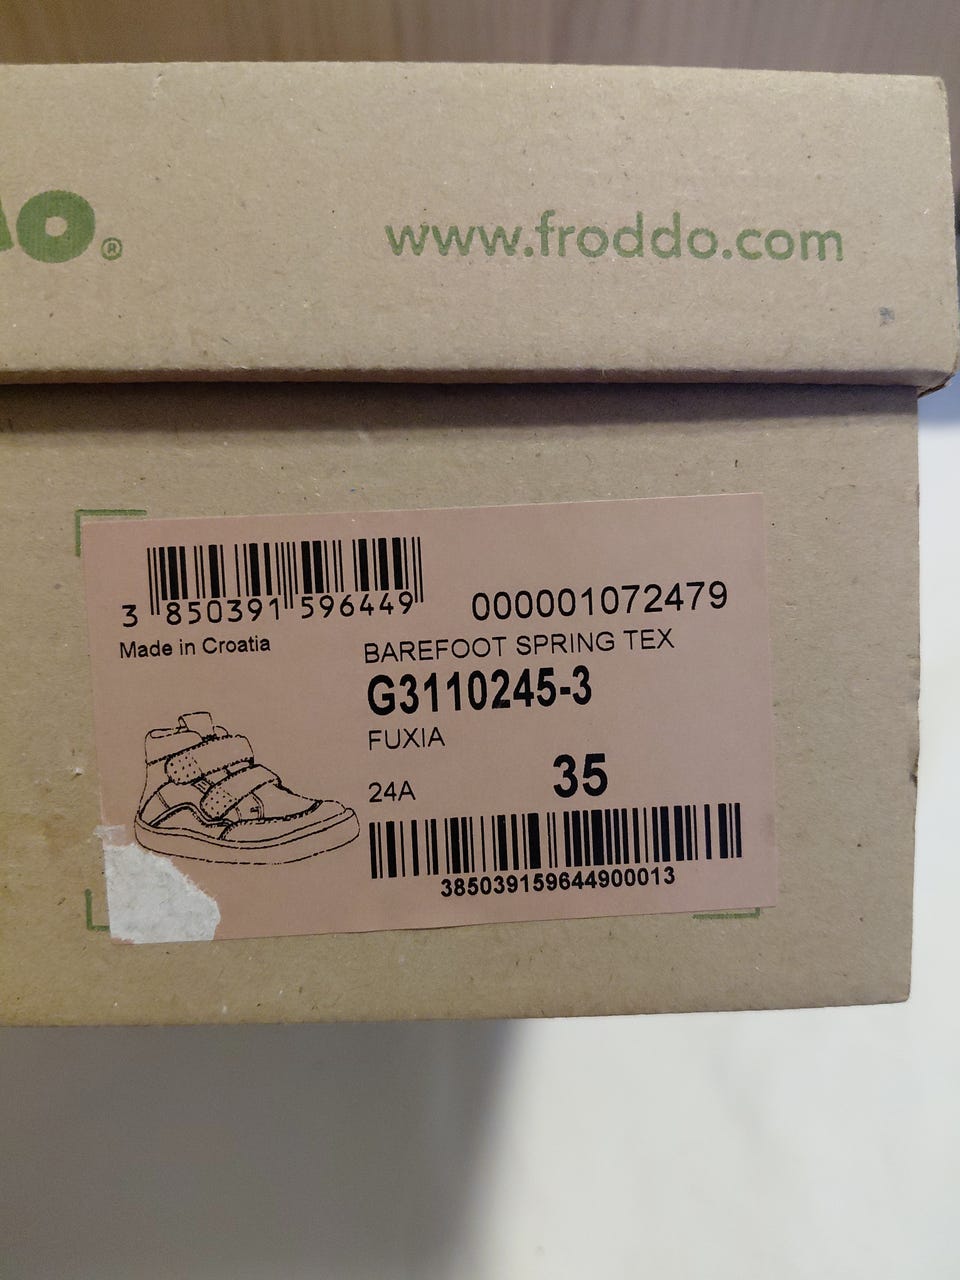 www.froddo.com
3 850391 596449
000001072479
Made in Croatia
BAREFOOT SPRING TEX
G3110245-3
FUXIA
24A
35
385039159644900013